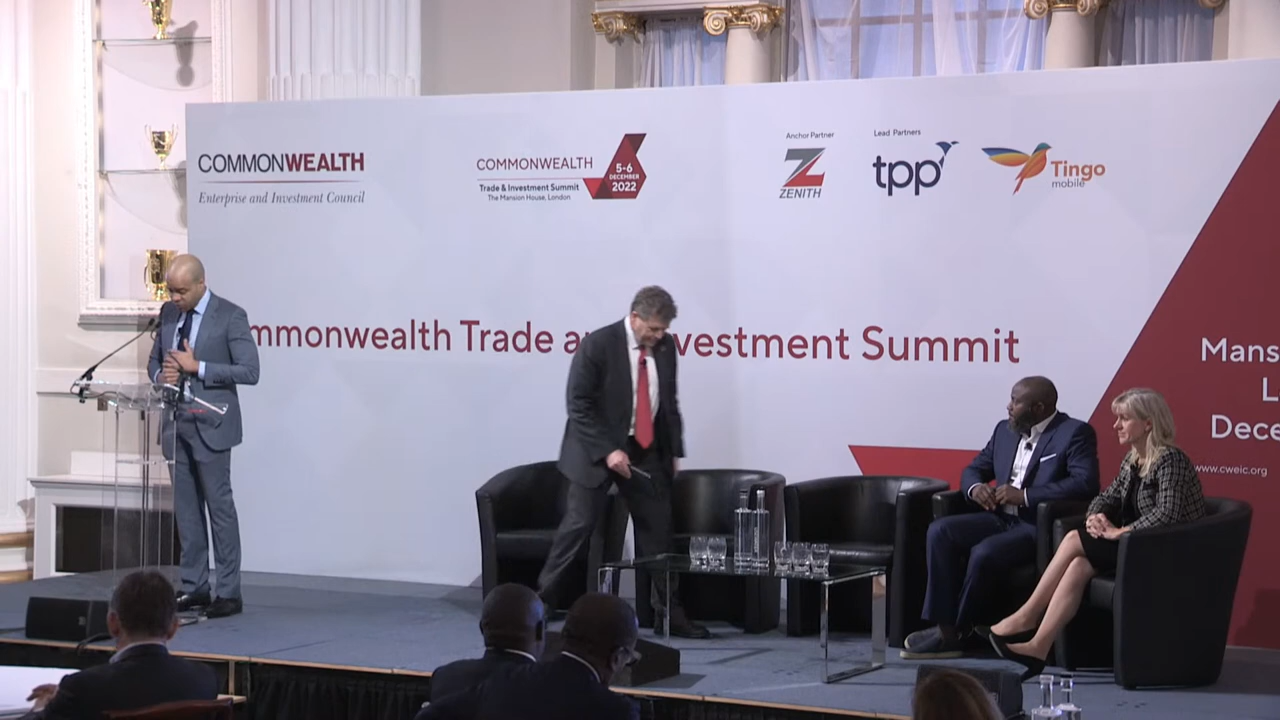 COMMONWEALTH
Enterprise and Investment Council
COMMONWEALTH
Trade & Investment Summit
The Mansion House, London
5-6
DECEMBER
2022
Anchor Partner
ZENITH
Lead Partners
tpp
Tingo
mobile
mmonwealth Trade a vestment Summit
Mans
L
Dece
www.cweic.org